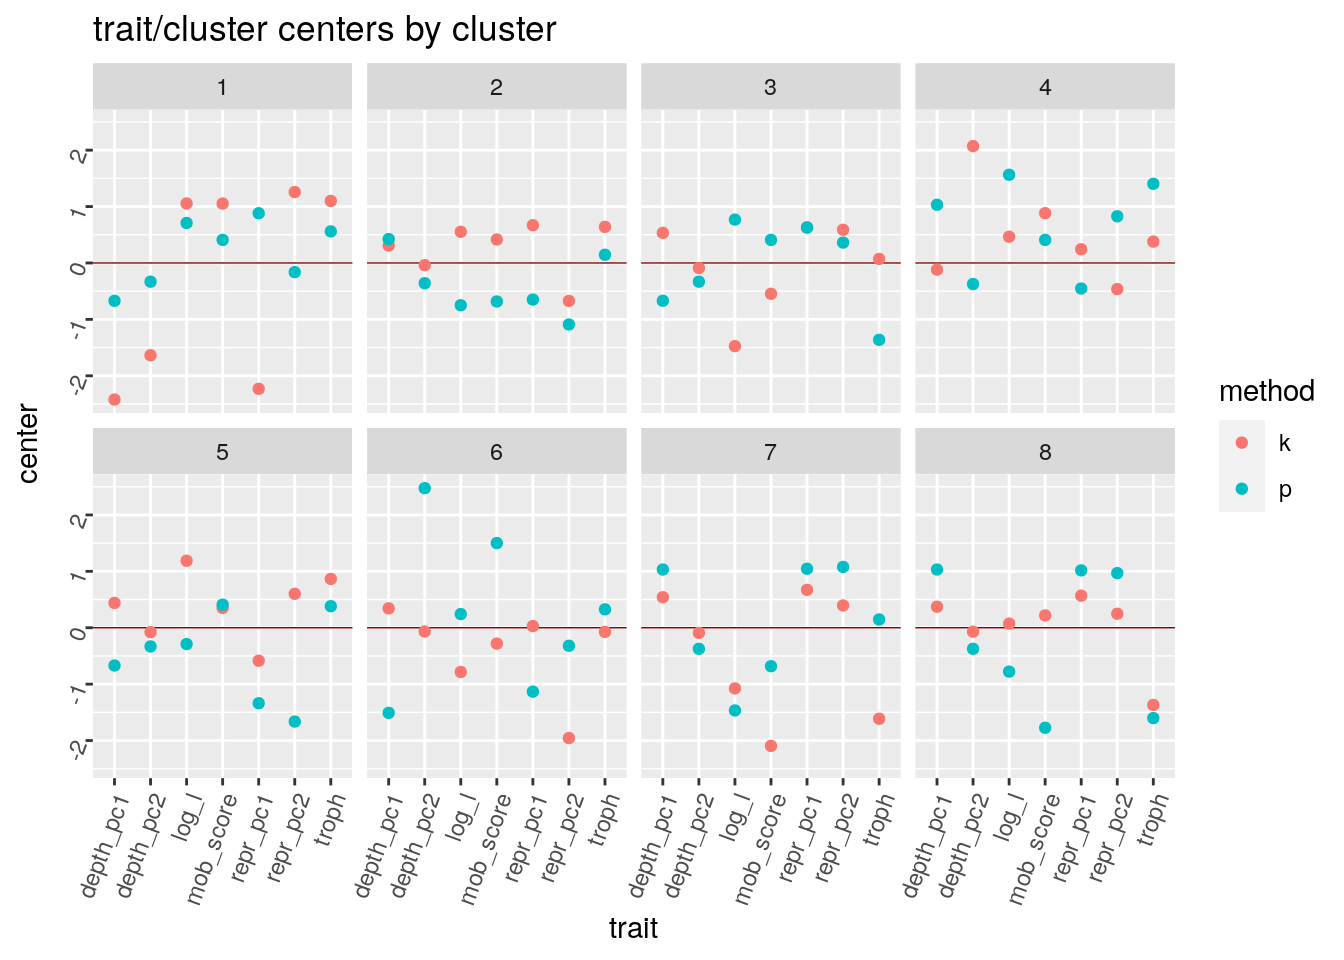 trait/cluster centers by cluster
1 2 3 4
2
1
0
-1
-2
5 6 7 8
2
1
0
-1
-2
center
depth_pc1 depth_pc2 log_l mob_score repr_pc1 repr_pc2 troph depth_pc1 depth_pc2 log_l mob_score repr_pc1 repr_pc2 troph depth_pc1 depth_pc2 log_l mob_score repr_pc1 repr_pc2 troph depth_pc1 depth_pc2 log_l mob_score repr_pc1 repr_pc2 troph
trait
method
k
p